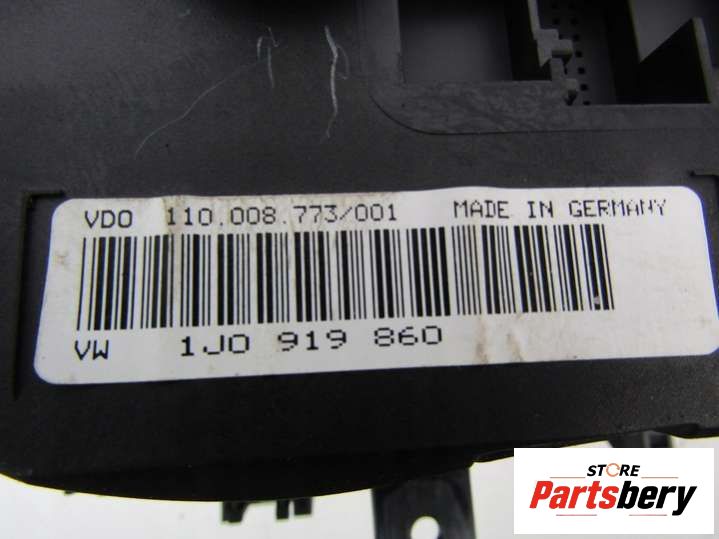 VDO 110.008.773/001 MADE IN GERMANY
VW 1J0 919 860
STORE
Partsbery